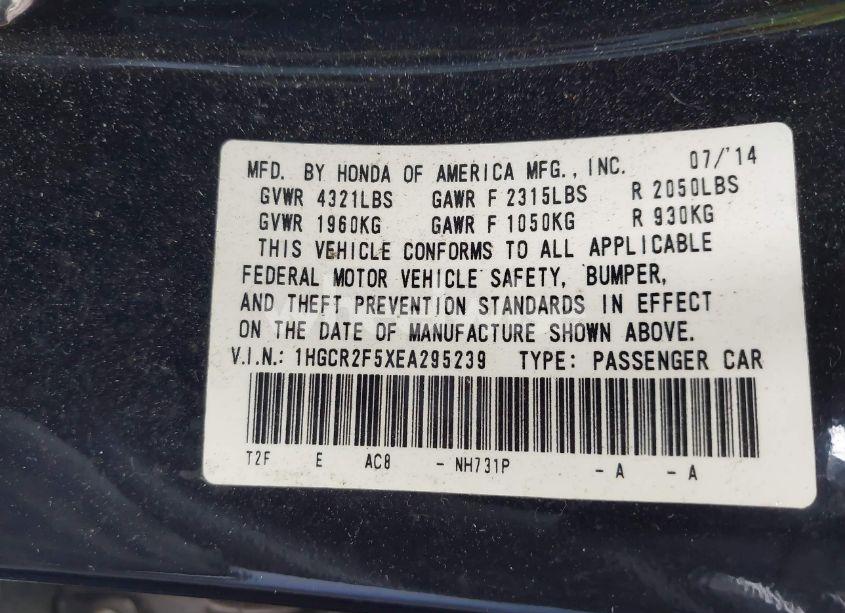 MFD. BY HONDA OF AMERICA MFG., INC. 07/'14
GVWR 4321LBS GAWR F 2315LBS R 2050LBS
GVWR 1960KG GAWR F 1050KG R 930KG
THIS VEHICLE CONFORMS TO ALL APPLICABLE
FEDERAL MOTOR VEHICLE SAFETY, BUMPER,
AND THEFT PREVENTION STANDARDS IN EFFECT
ON THE DATE OF MANUFACTURE SHOWN ABOVE.
V.I.N.: 1HGCR2F5XEA295239 TYPE: PASSENGER CAR
T2F E AC8 - NH731P - A - A